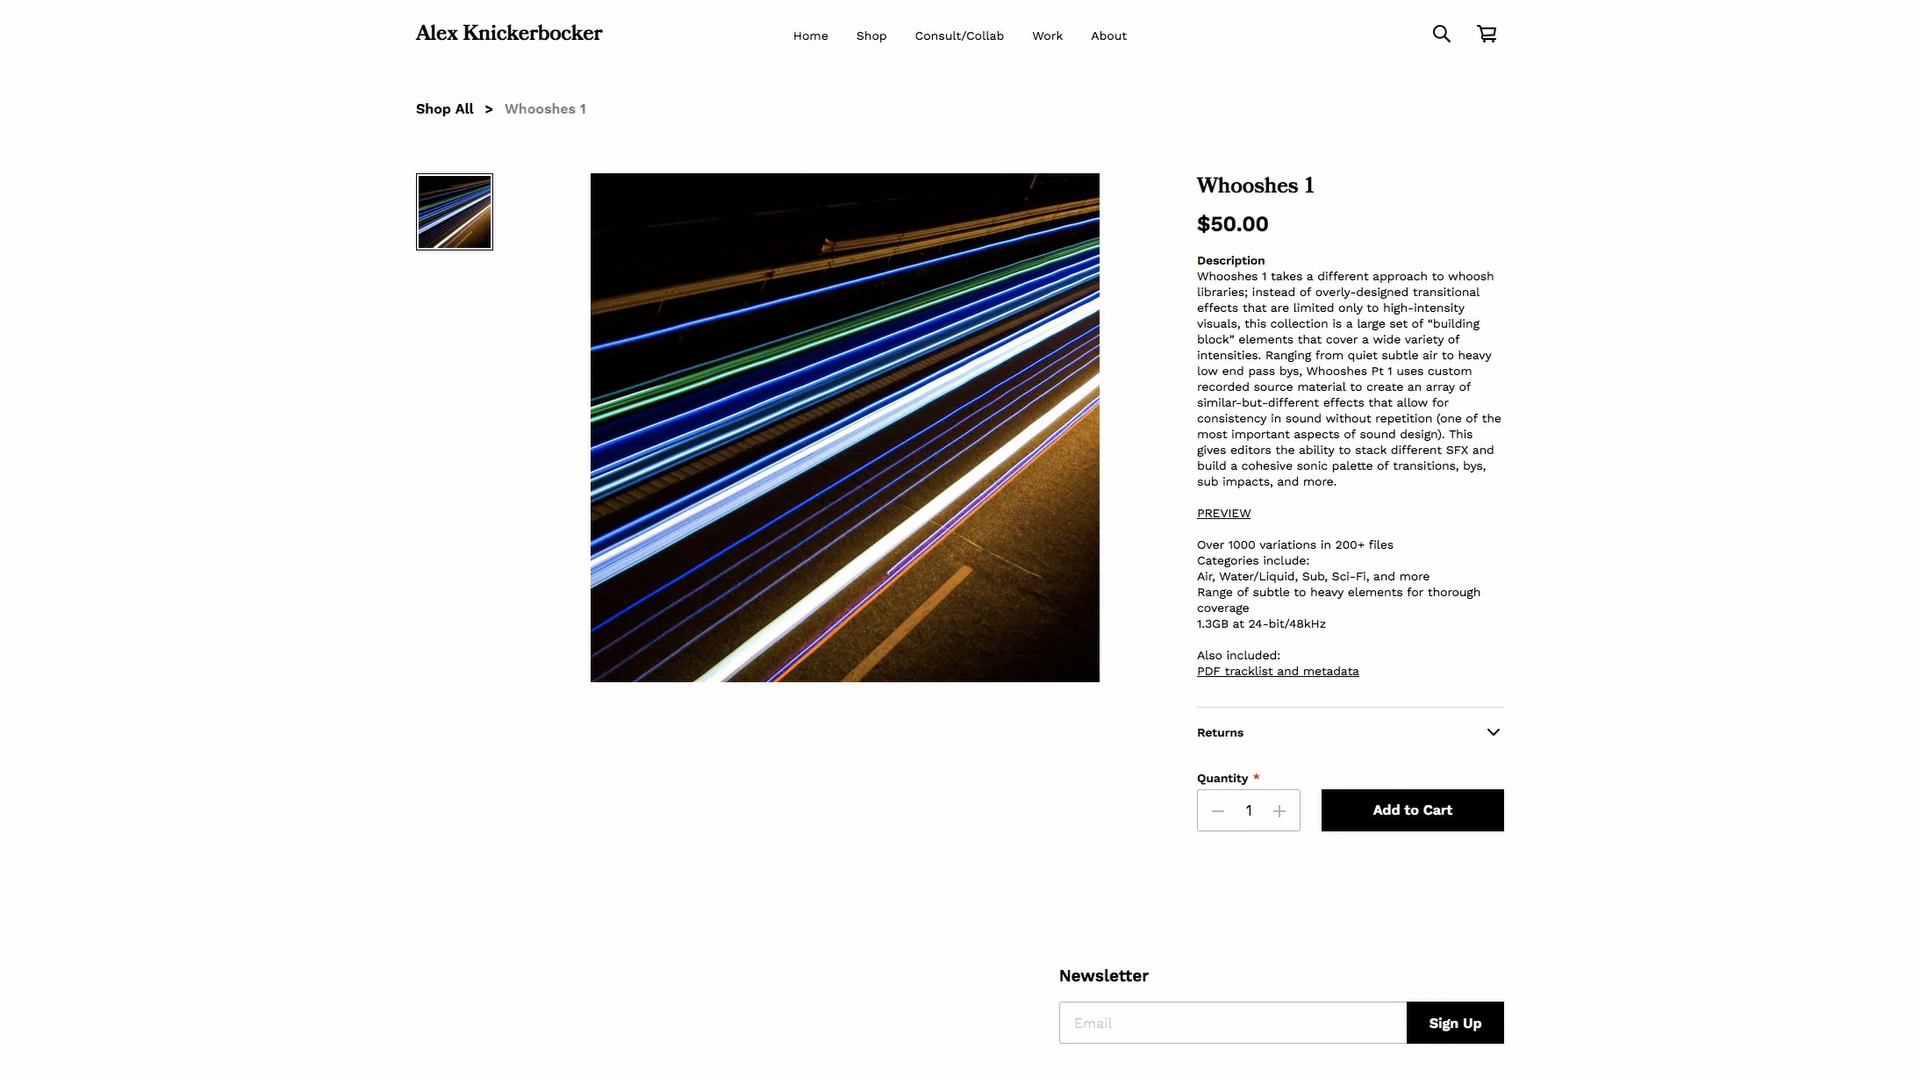 Alex Knickerbocker
Home Shop Consult/Collab Work About
Shop All > Whooshes 1
Whooshes 1
$50.00
Description
Whooshes 1 takes a different approach to whoosh
libraries; instead of overly-designed transitional
effects that are limited only to high-intensity
visuals, this collection is a large set of “building
block” elements that cover a wide variety of
intensities. Ranging from quiet subtle air to heavy
low end pass bys, Whooshes Pt 1 uses custom
recorded source material to create an array of
similar-but-different effects that allow for
consistency in sound without repetition (one of the
most important aspects of sound design). This
gives editors the ability to stack different SFX and
build a cohesive sonic palette of transitions, bys,
sub impacts, and more.
PREVIEW
Over 1000 variations in 200+ files
Categories include:
Air, Water/Liquid, Sub, Sci-Fi, and more
Range of subtle to heavy elements for thorough
coverage
1.3GB at 24-bit/48kHz
Also included:
PDF tracklist and metadata
Returns
Quantity *
1
Add to Cart
Newsletter
Email
Sign Up